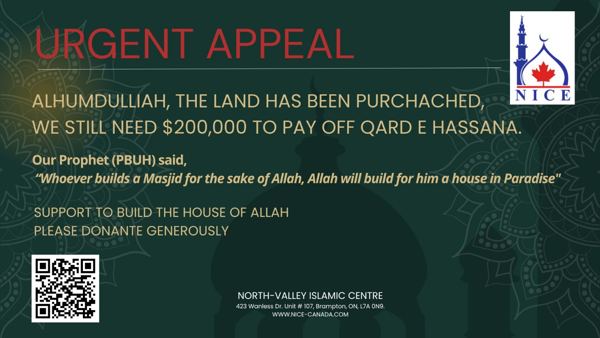 URGENT APPEAL
NICE
ALHUMDULLIAH, THE LAND HAS BEEN PURCHACHED,
WE STILL NEED $200,000 TO PAY OFF QARD E HASSANA.
Our Prophet (PBUH) said,
“Whoever builds a Masjid for the sake of Allah, Allah will build for him a house in Paradise"
SUPPORT TO BUILD THE HOUSE OF ALLAH
PLEASE DONANTE GENEROUSLY
NORTH-VALLEY ISLAMIC CENTRE
423 Wanless Dr. Unit # 107, Brampton, ON, L7A 0N9.
WWW.NICE-CANADA.COM